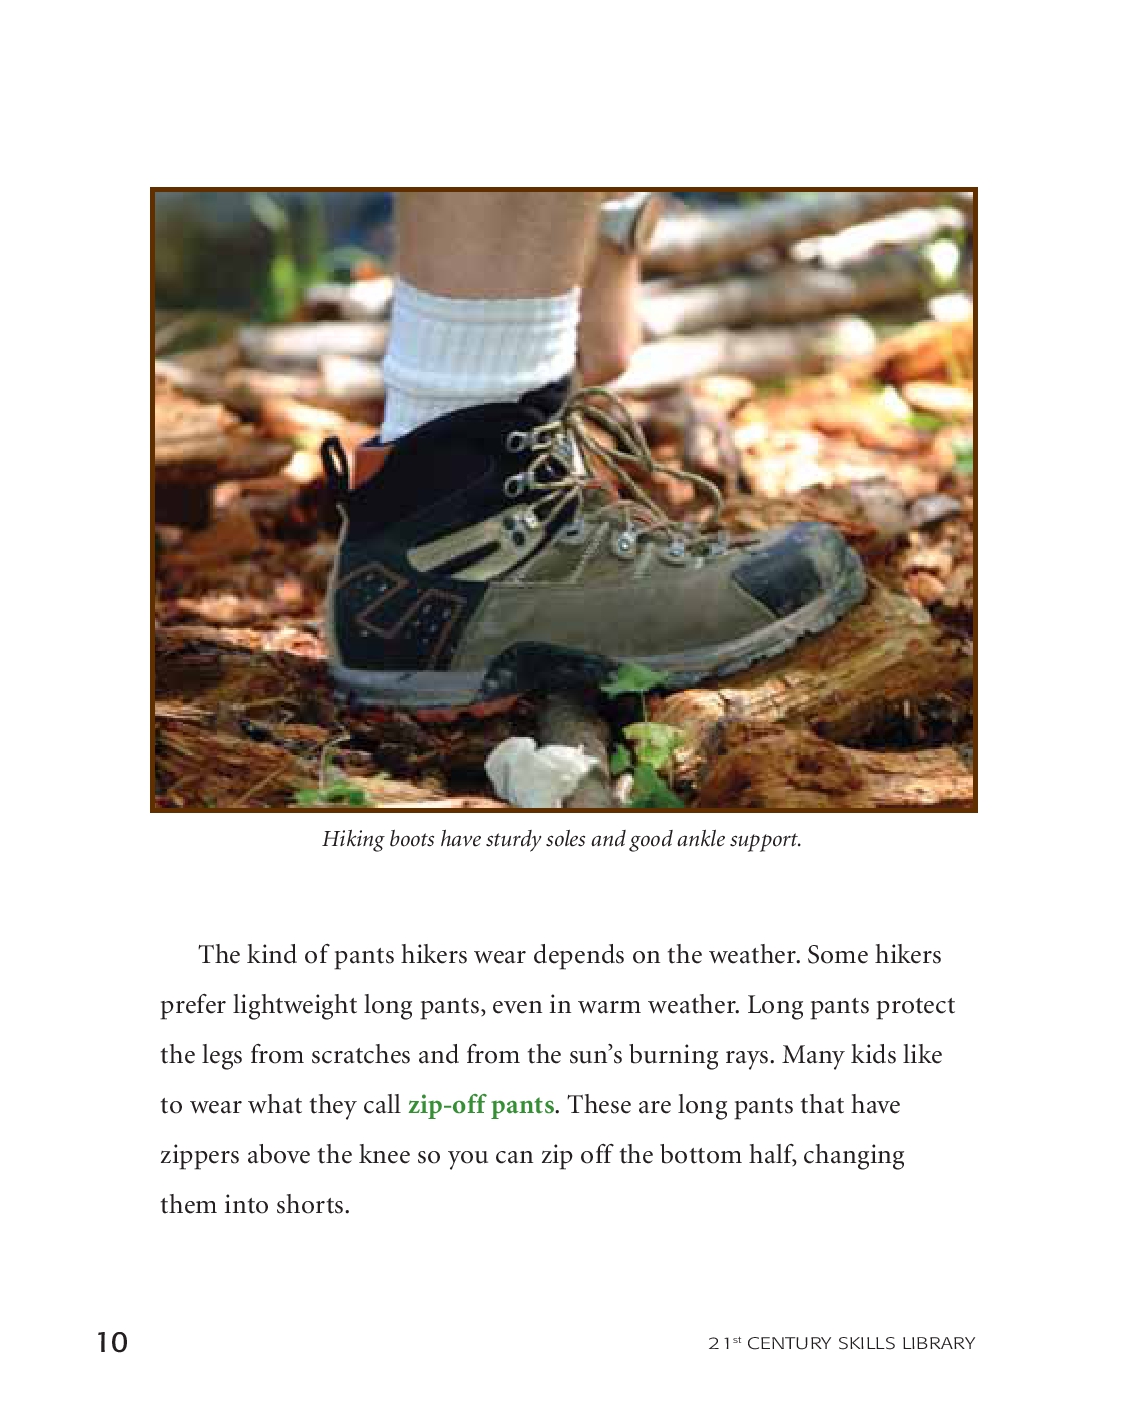 Hiking boots have sturdy soles and good ankle support.
The kind of pants hikers wear depends on the weather. Some hikers
prefer lightweight long pants, even in warm weather. Long pants protect
the legs from scratches and from the sun’s burning rays. Many kids like
to wear what they call zip-off pants. These are long pants that have
zippers above the knee so you can zip off the bottom half, changing
them into shorts.
10
21st CENTURY SKILLS LIBRARY